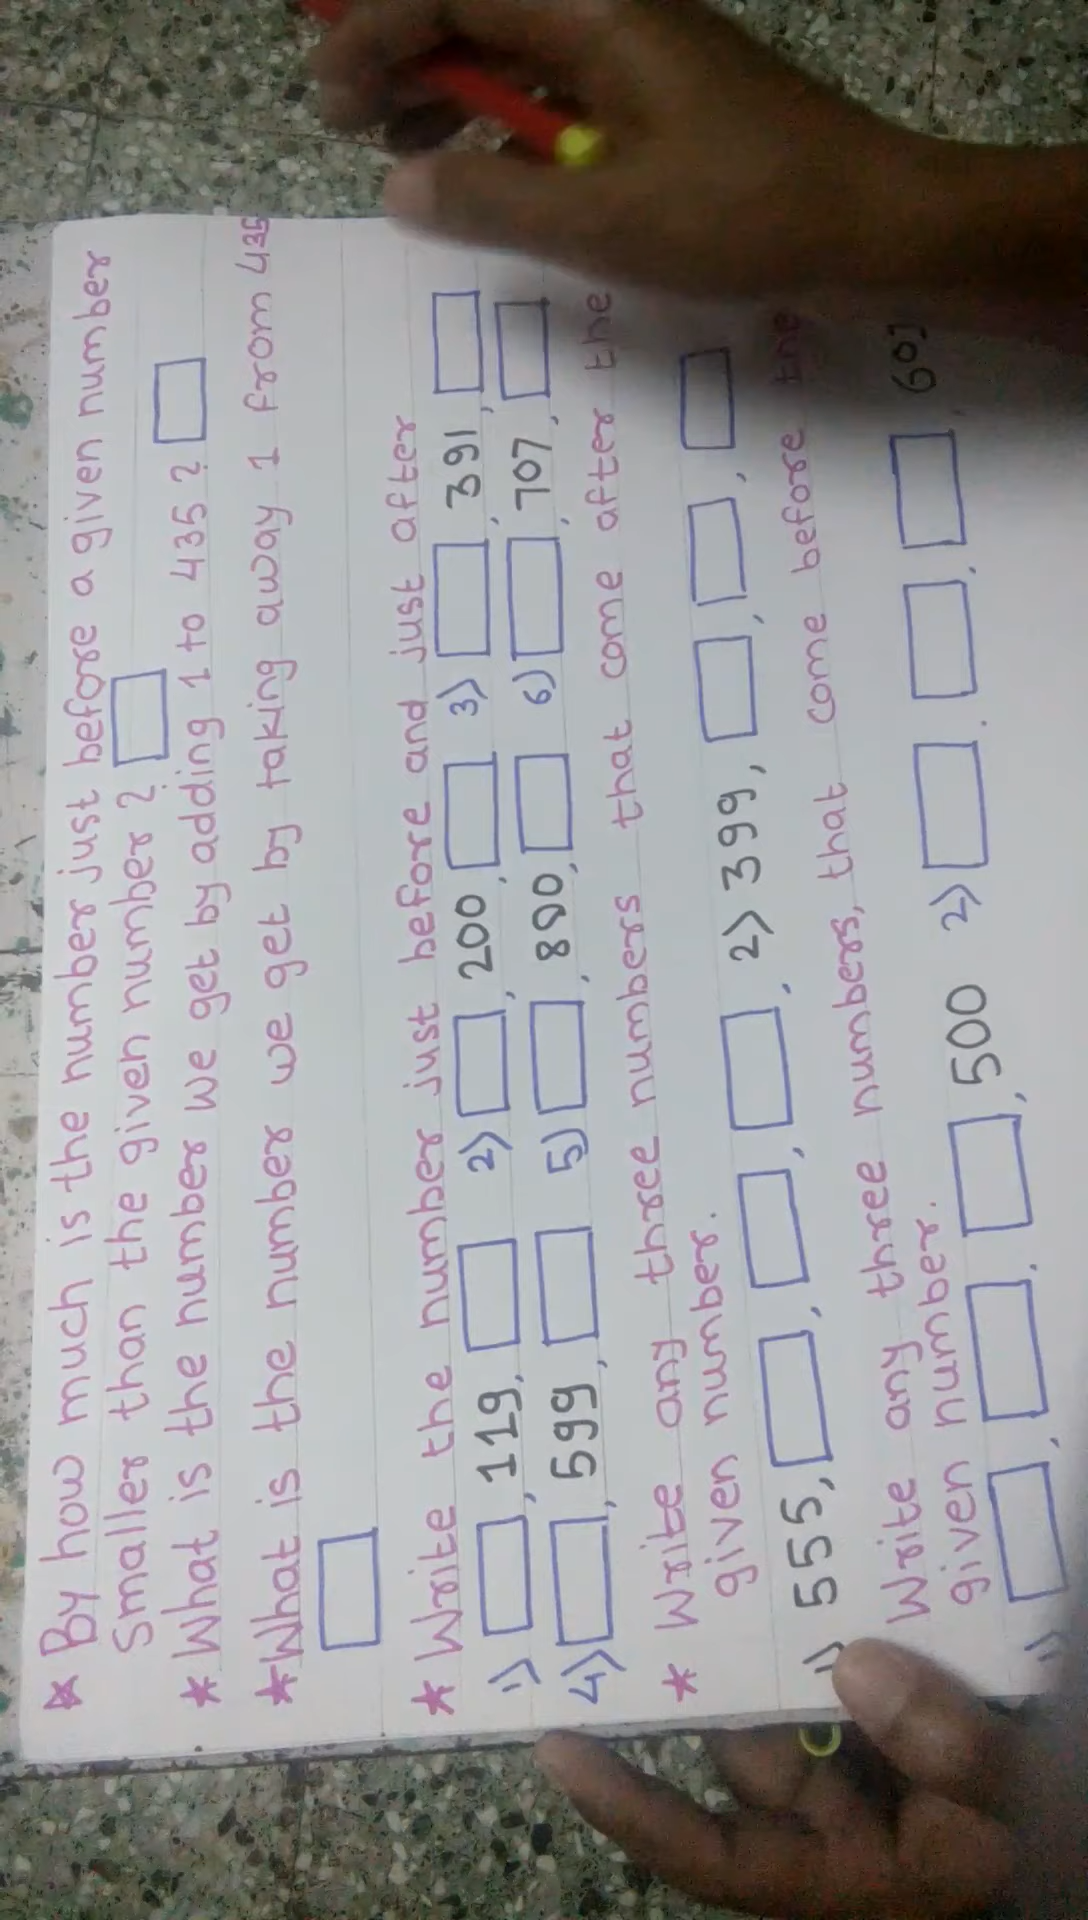 * By how much is the number just before a given number
smaller than the given number?
* What is the number we get by adding 1 to 435?
* What is the number we get by taking away 1 from 435
* Write the number just before and just after
1) , 119, 2) , 200, 3) , 391,
4) , 599, 5) , 800, 6) , 707,
* Write any three numbers that come after the
given number.
1) 555, , , , 2) 399, , ,
Write any three numbers, that come before the
given number.
1) , , , 500 2) , , , 601